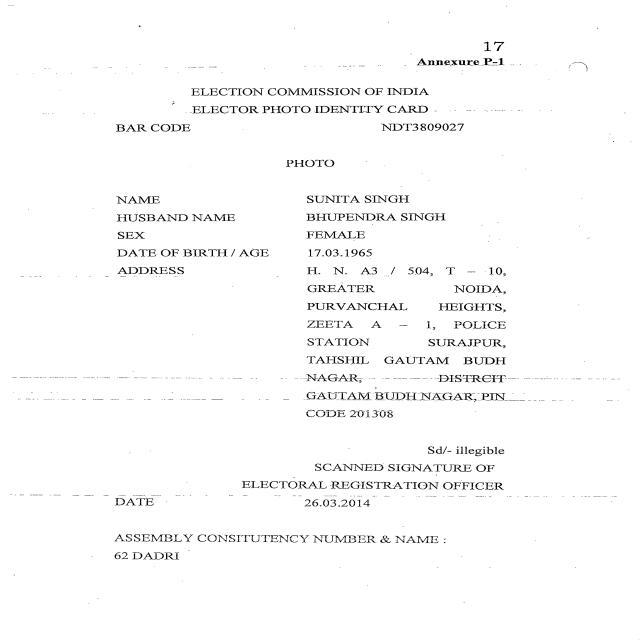 17
Annexure P-1
ELECTION COMMISSION OF INDIA
ELECTOR PHOTO IDENTITY CARD
BAR CODE NDT3809027
PHOTO
NAME SUNITA SINGH
HUSBAND NAME BHUPENDRA SINGH
SEX FEMALE
DATE OF BIRTH / AGE 17.03.1965
ADDRESS H. N. A3 / 504, T – 10,
GREATER NOIDA,
PURVANCHAL HEIGHTS,
ZEETA A – 1, POLICE
STATION SURAJPUR,
TAHSHIL GAUTAM BUDH
NAGAR, DISTRCIT
GAUTAM BUDH NAGAR, PIN
CODE 201308
Sd/- illegible
SCANNED SIGNATURE OF
ELECTORAL REGISTRATION OFFICER
DATE 26.03.2014
ASSEMBLY CONSITUTENCY NUMBER & NAME :
62 DADRI